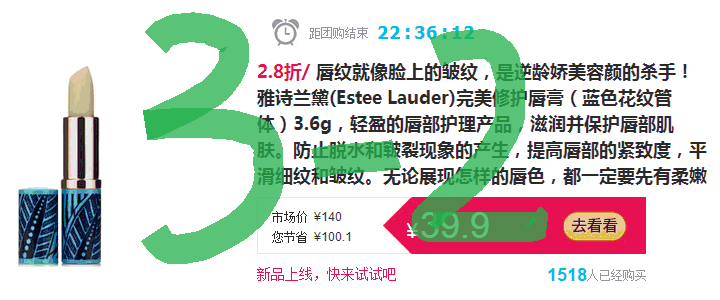 距团购结束 22:36:12
2.8折/ 唇纹就像脸上的皱纹，是逆龄娇美容颜的杀手！
雅诗兰黛(Estee Lauder)完美修护唇膏（蓝色花纹管
体）3.6g，轻盈的唇部护理产品，滋润并保护唇部肌
肤。防止脱水和皲裂现象的产生，提高唇部的紧致度，平
滑细纹和皱纹。无论展现怎样的唇色，都一定要先有柔嫩
3-2
市场价 ¥140
您节省 ¥100.1
¥39.9
去看看
新品上线，快来试试吧
1518人已经购买